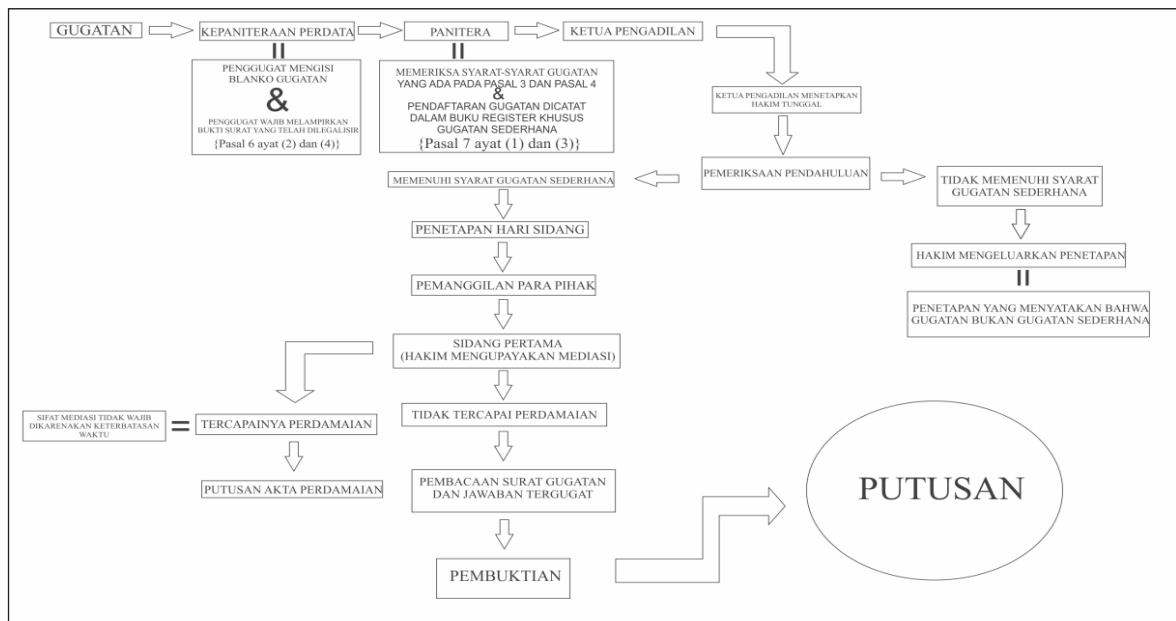 GUGATAN
KEPANITERAAN PERDATA
PANITERA
KETUA PENGADILAN
PENGGUGAT MENGISI
BLANKO GUGATAN
&
PENGGUGAT WAJIB MELAMPIRKAN
BUKTI SURAT YANG TELAH DILEGALISIR
{Pasal 6 ayat (2) dan (4)}
MEMERIKSA SYARAT-SYARAT GUGATAN
YANG ADA PADA PASAL 3 DAN PASAL 4
&
PENDAFTARAN GUGATAN DICATAT
DALAM BUKU REGISTER KHUSUS
GUGATAN SEDERHANA
{Pasal 7 ayat (1) dan (3)}
KETUA PENGADILAN MENETAPKAN
HAKIM TUNGGAL
PEMERIKSAAN PENDAHULUAN
MEMENUHI SYARAT GUGATAN SEDERHANA
TIDAK MEMENUHI SYARAT
GUGATAN SEDERHANA
PENETAPAN HARI SIDANG
HAKIM MENGELUARKAN PENETAPAN
PEMANGGILAN PARA PIHAK
PENETAPAN YANG MENYATAKAN BAHWA
GUGATAN BUKAN GUGATAN SEDERHANA
SIDANG PERTAMA
(HAKIM MENGUPAYAKAN MEDIASI)
SIFAT MEDIASI TIDAK WAJIB
DIKARENAKAN KETERBATASAN
WAKTU
=
TERCAPAINYA PERDAMAIAN
TIDAK TERCAPAI PERDAMAIAN
PUTUSAN AKTA PERDAMAIAN
PEMBACAAN SURAT GUGATAN
DAN JAWABAN TERGUGAT
PEMBUKTIAN
PUTUSAN